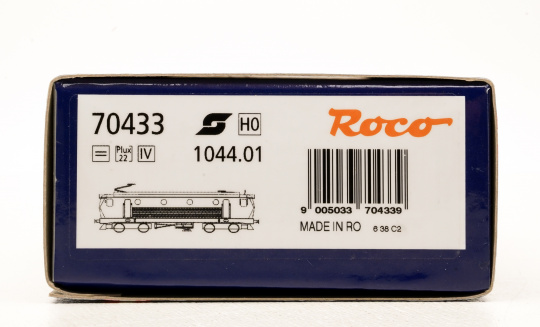 70433 H0 Roco
= Plux 22 IV 1044.01
9 005033 704339
MADE IN RO 6 38 C2